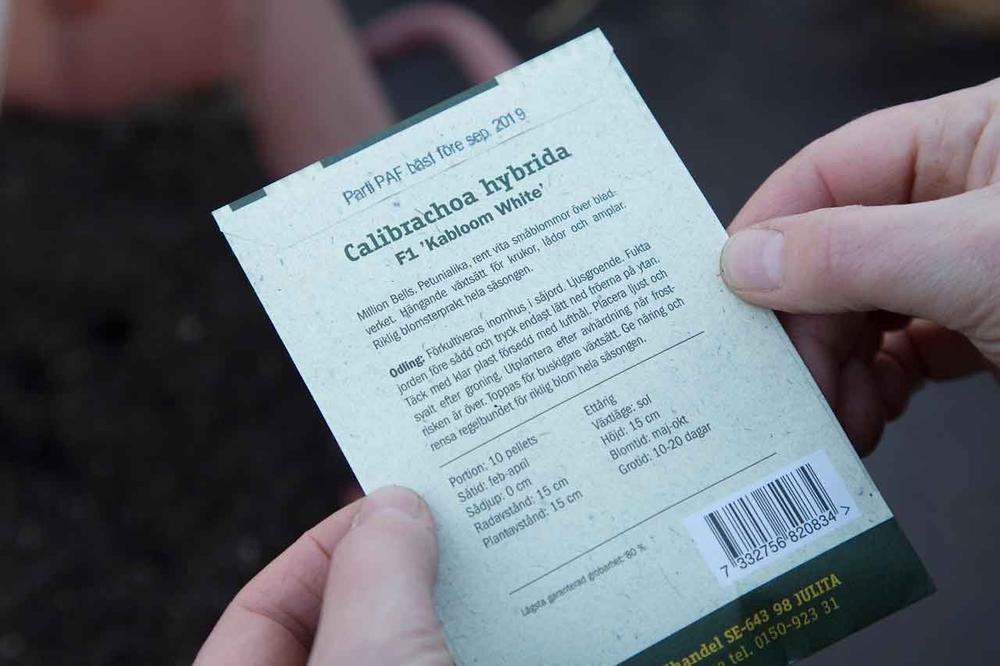 Parti PAF bäst före sep. 2019
Calibrachoa hybrida
F1 'Kabloom White'
Million Bells. Petunialika, rent vita småblommor över blad-
verket. Hängande växtsätt för krukor, lådor och amplar.
Riklig blomsterprakt hela säsongen.
Odling: Förkultiveras inomhus i såjord. Ljusgroende. Fukta
jorden före sådd och tryck endast lätt ned fröerna på ytan.
Täck med klar plast försedd med lufthål. Placera ljust och
svalt efter groning. Utplantera efter avhärdning när frost-
risken är över. Toppas för buskigare växtsätt. Ge näring och
rensa regelbundet för riklig blom hela säsongen.
Portion: 10 pellets
Såtid: feb-april
Sådjup: 0 cm
Radavstånd: 15 cm
Plantavstånd: 15 cm
Ettårig
Växtläge: sol
Höjd: 15 cm
Blomtid: maj-okt
Grotid: 10-20 dagar
Lägsta garanterad grobarhet: 80 %
7 332756 820834 >
handel SE-643 98 JULITA
tel. 0150-923 31